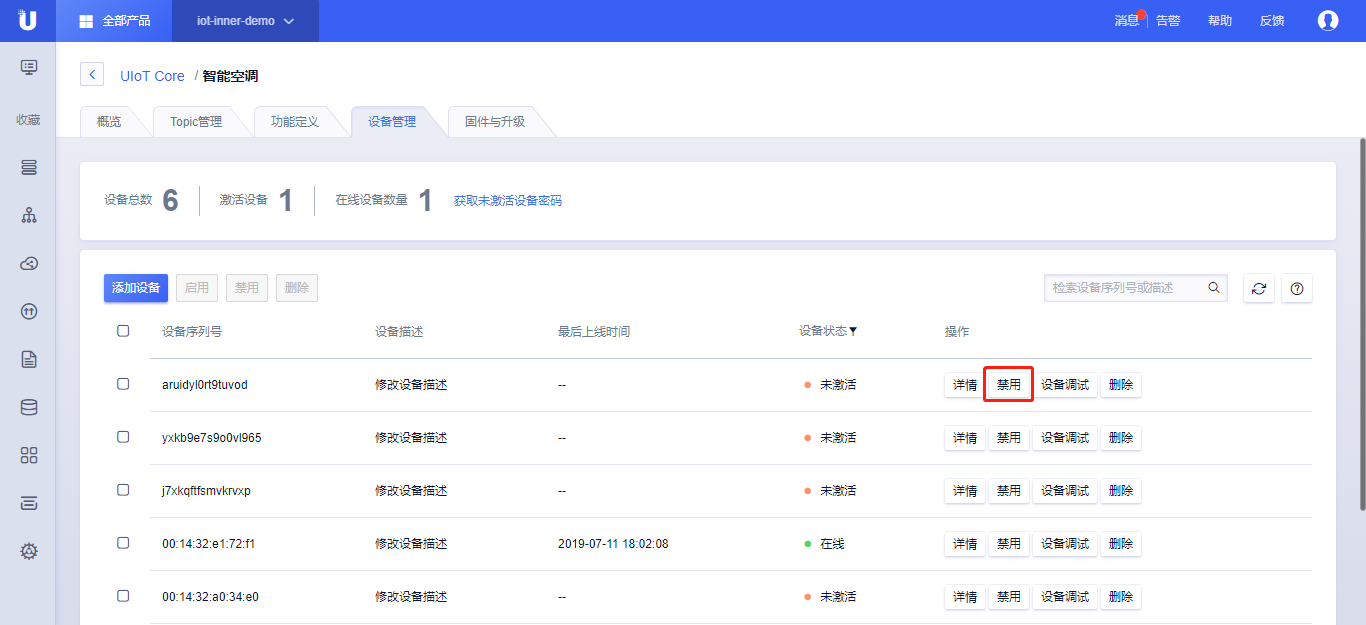 U 全部产品 iot-inner-demo 消息 告警 帮助 反馈
收藏
UIoT Core / 智能空调
概览 Topic管理 功能定义 设备管理 固件与升级
设备总数 6 激活设备 1 在线设备数量 1 获取未激活设备密码
添加设备 启用 禁用 删除 检索设备序列号或描述
设备序列号 设备描述 最后上线时间 设备状态 操作
aruidyl0rt9tuvod 修改设备描述 -- 未激活 详情 禁用 设备调试 删除
yxkb9e7s9o0vl965 修改设备描述 -- 未激活 详情 禁用 设备调试 删除
j7xkqftfsmvkrvxp 修改设备描述 -- 未激活 详情 禁用 设备调试 删除
00:14:32:e1:72:f1 修改设备描述 2019-07-11 18:02:08 在线 详情 禁用 设备调试 删除
00:14:32:a0:34:e0 修改设备描述 -- 未激活 详情 禁用 设备调试 删除